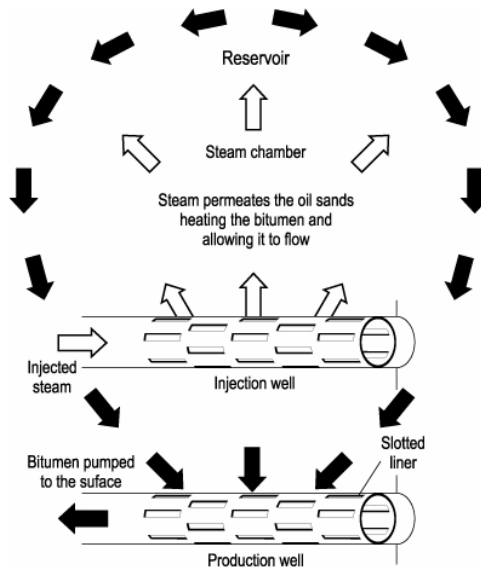 Reservoir
Steam chamber
Steam permeates the oil sands
heating the bitumen and
allowing it to flow
Injected
steam
Injection well
Slotted
liner
Bitumen pumped
to the suface
Production well